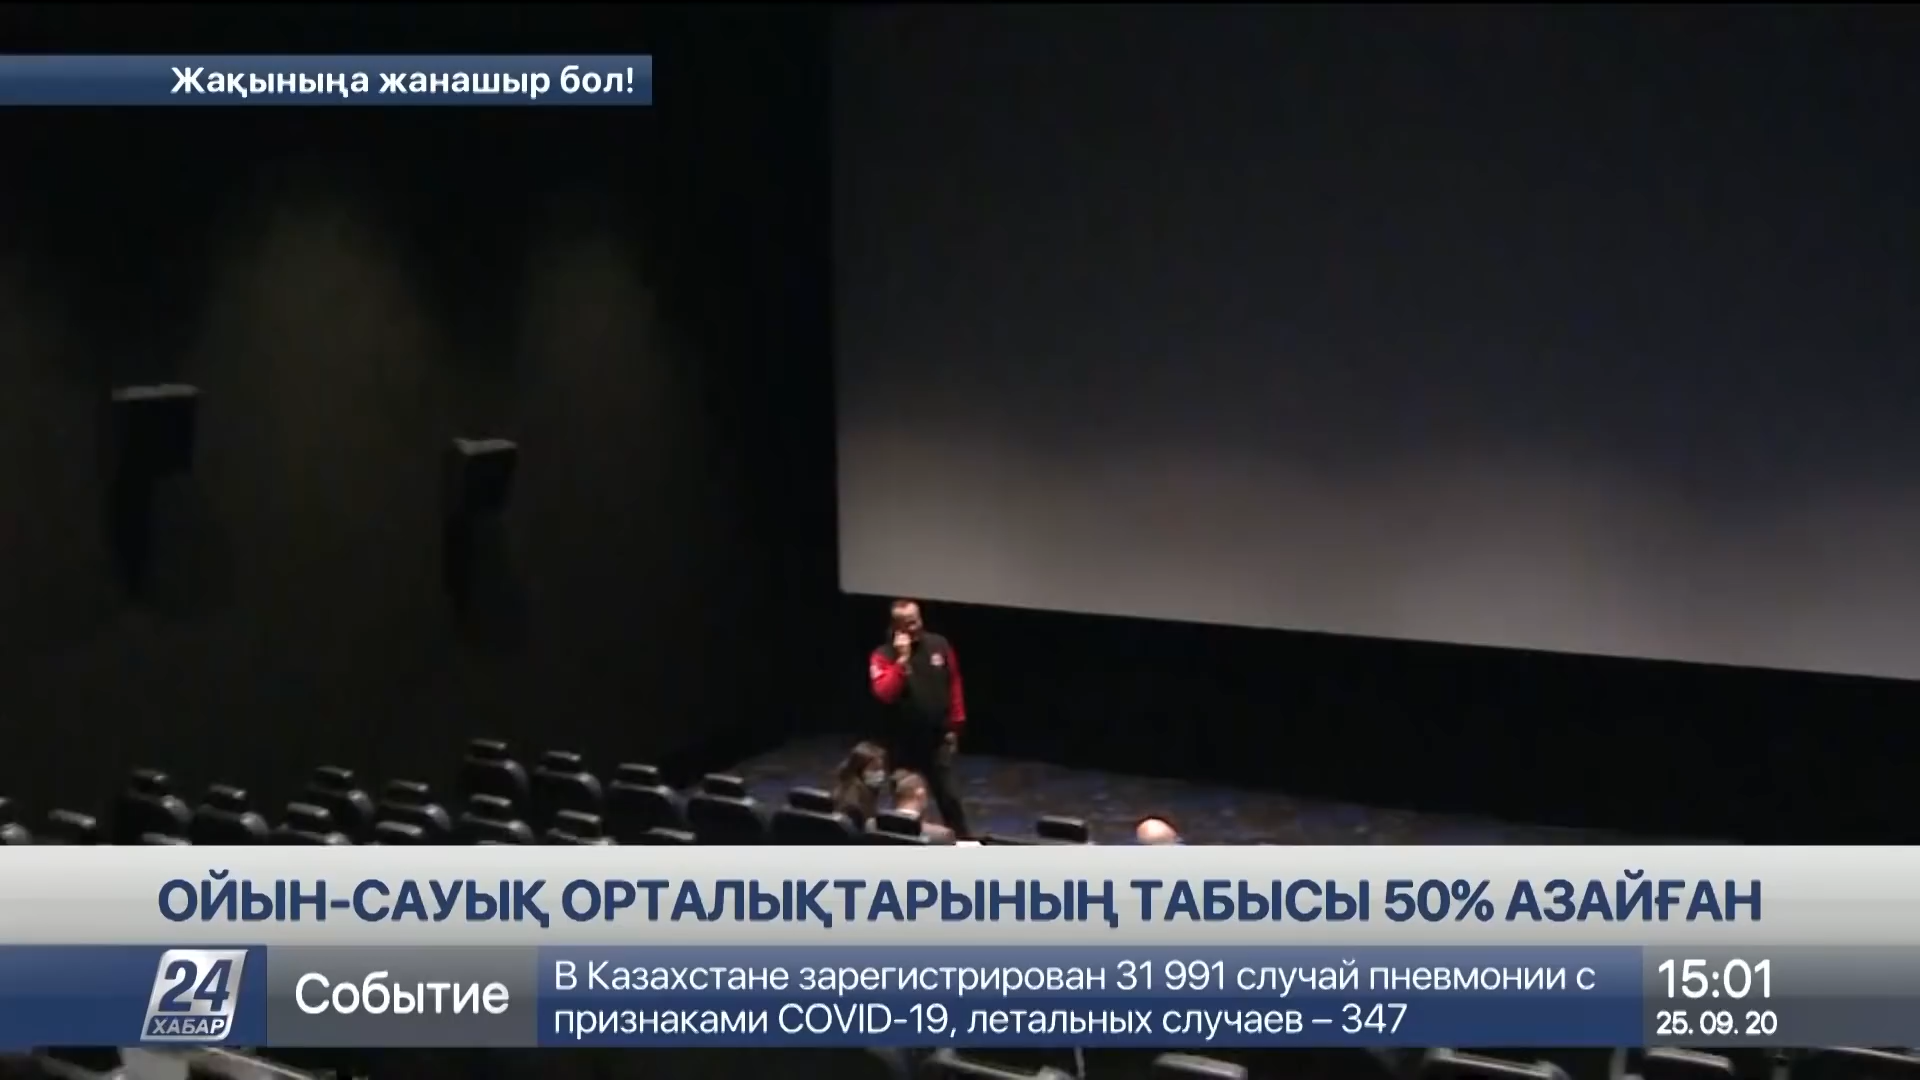 Жақыныңа жанашыр бол!
ОЙЫН-САУЫҚ ОРТАЛЫҚТАРЫНЫҢ ТАБЫСЫ 50% АЗАЙҒАН
24
ХАБАР
Событие
В Казахстане зарегистрирован 31 991 случай пневмонии с
признаками COVID-19, летальных случаев – 347
15:01
25. 09. 20